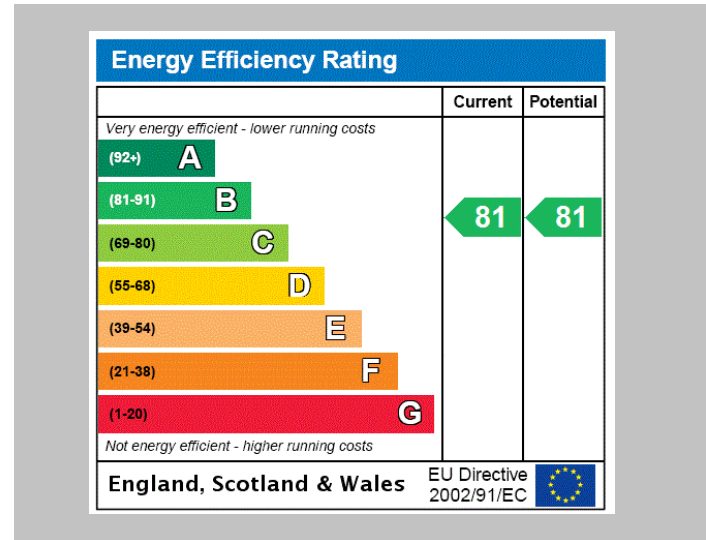 Energy Efficiency Rating
Current Potential
Very energy efficient - lower running costs
(92+) A
(81-91) B
81 81
(69-80) C
(55-68) D
(39-54) E
(21-38) F
(1-20) G
Not energy efficient - higher running costs
England, Scotland & Wales
EU Directive
2002/91/EC